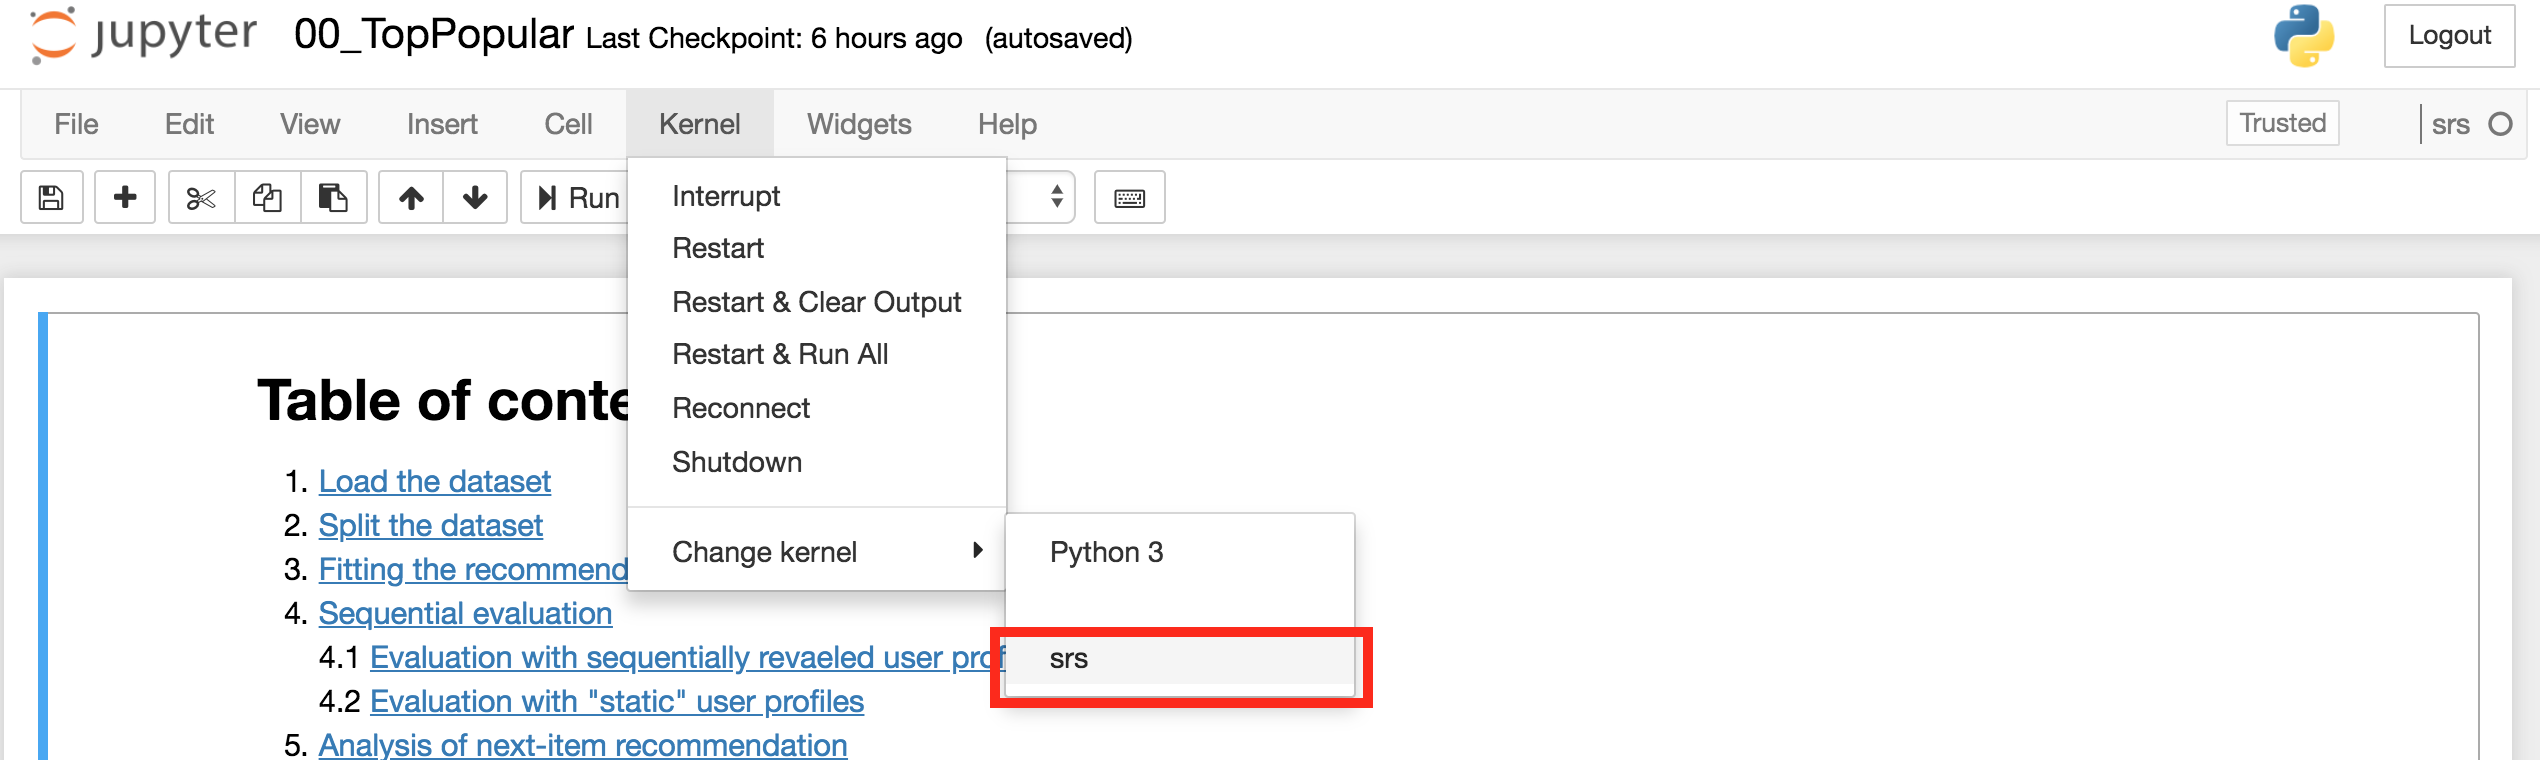 jupyter 00_TopPopular Last Checkpoint: 6 hours ago (autosaved) Logout
File Edit View Insert Cell Kernel Widgets Help Trusted srs
Run
Interrupt
Restart
Restart & Clear Output
Restart & Run All
Reconnect
Shutdown
Change kernel
Python 3
srs
Table of conte
1. Load the dataset
2. Split the dataset
3. Fitting the recommend
4. Sequential evaluation
4.1 Evaluation with sequentially revaeled user prof
4.2 Evaluation with "static" user profiles
5. Analysis of next-item recommendation